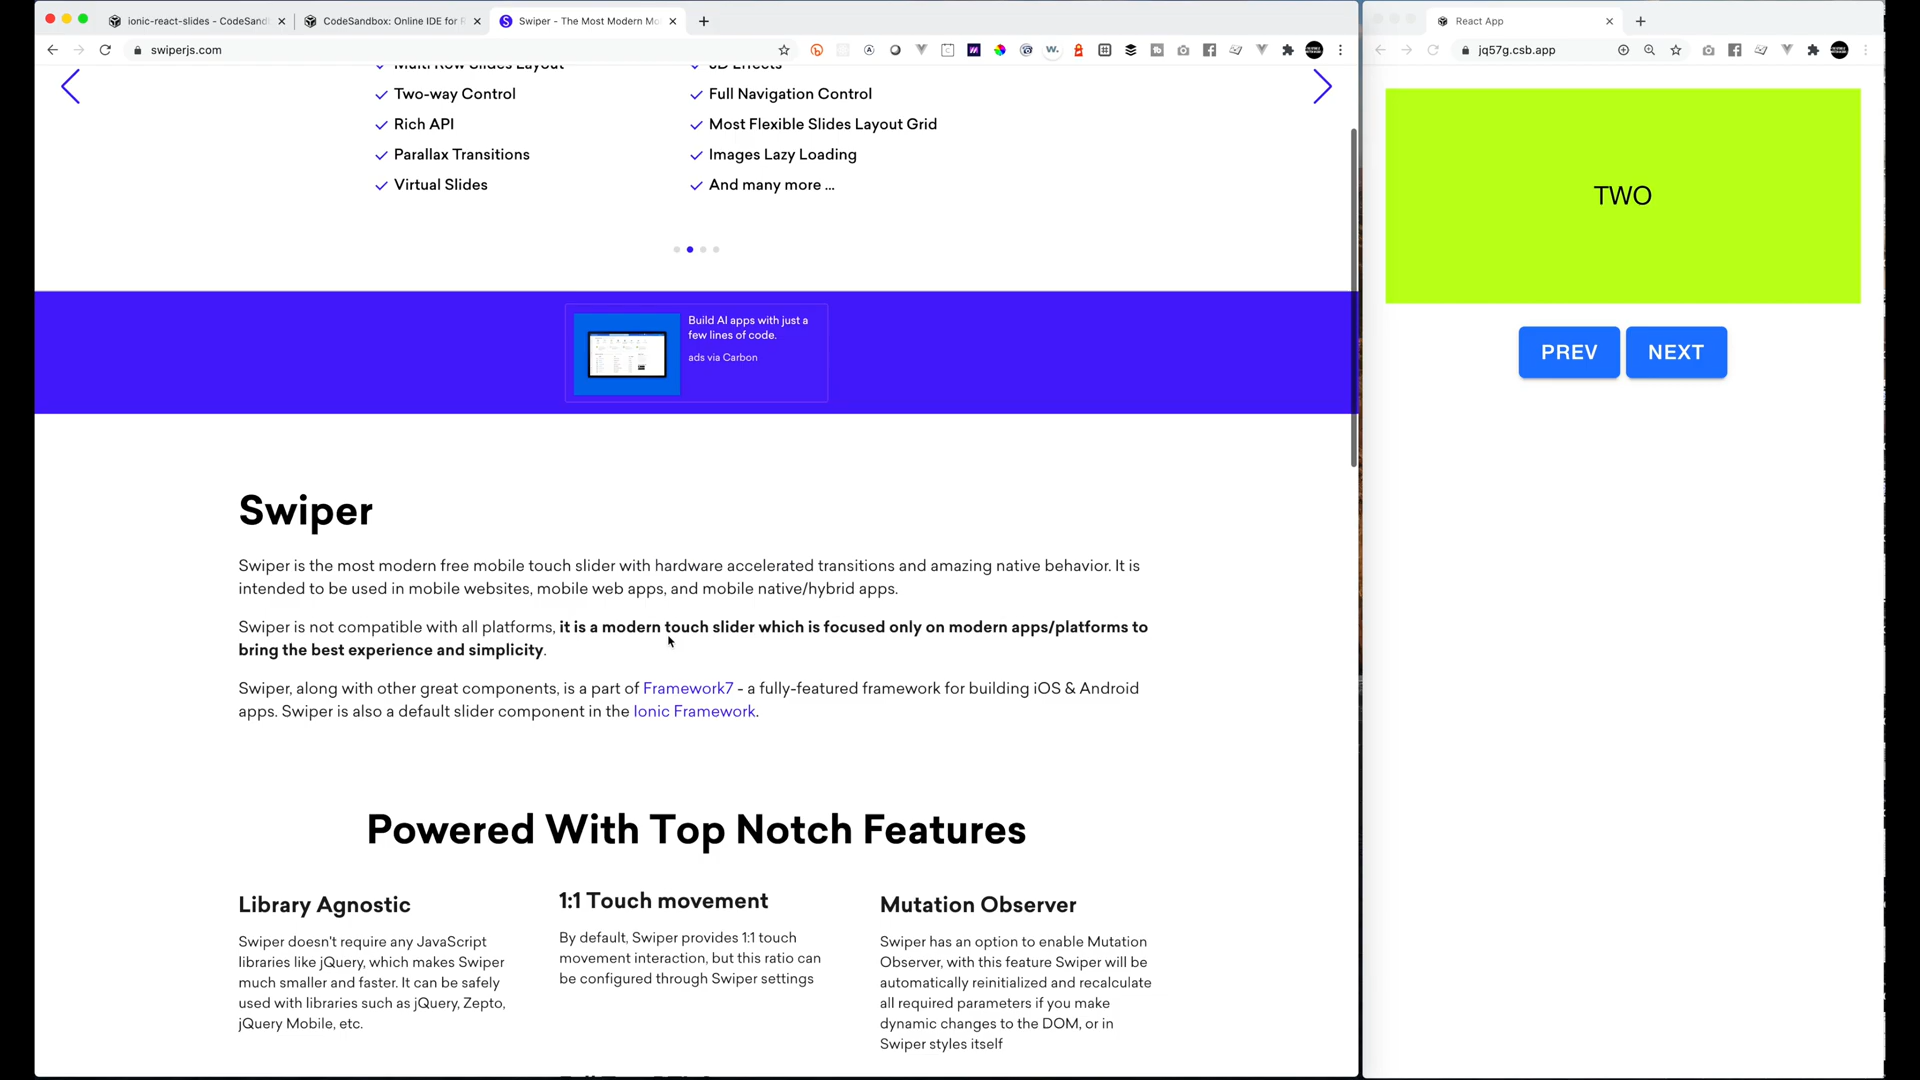 ionic-react-slides - CodeSand
CodeSandbox: Online IDE for R
Swiper - The Most Modern Mo
swiperjs.com
Multi Row Slides Layout
Two-way Control
Rich API
Parallax Transitions
Virtual Slides
3D Effects
Full Navigation Control
Most Flexible Slides Layout Grid
Images Lazy Loading
And many more ...
Build AI apps with just a
few lines of code.
ads via Carbon
Swiper
Swiper is the most modern free mobile touch slider with hardware accelerated transitions and amazing native behavior. It is
intended to be used in mobile websites, mobile web apps, and mobile native/hybrid apps.
Swiper is not compatible with all platforms, it is a modern touch slider which is focused only on modern apps/platforms to
bring the best experience and simplicity.
Swiper, along with other great components, is a part of Framework7 - a fully-featured framework for building iOS & Android
apps. Swiper is also a default slider component in the Ionic Framework.
Powered With Top Notch Features
Library Agnostic
Swiper doesn't require any JavaScript
libraries like jQuery, which makes Swiper
much smaller and faster. It can be safely
used with libraries such as jQuery, Zepto,
jQuery Mobile, etc.
1:1 Touch movement
By default, Swiper provides 1:1 touch
movement interaction, but this ratio can
be configured through Swiper settings
Mutation Observer
Swiper has an option to enable Mutation
Observer, with this feature Swiper will be
automatically reinitialized and recalculate
all required parameters if you make
dynamic changes to the DOM, or in
Swiper styles itself
React App
jq57g.csb.app
TWO
PREV
NEXT